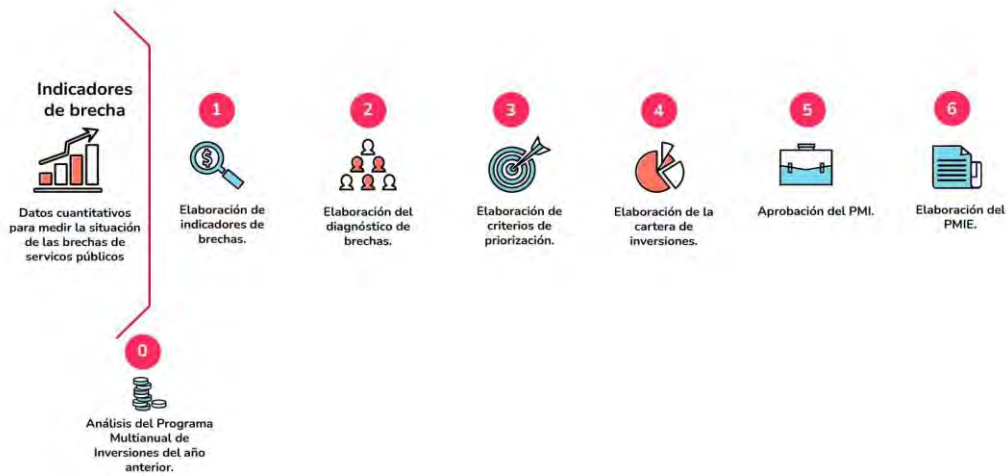 Indicadores
de brecha
Datos cuantitativos
para medir la situación
de las brechas de
servicos públicos
1
$
Elaboración de
indicadores de
brechas.
2
Elaboración del
diagnóstico de
brechas.
3
Elaboración de
criterios de
priorización.
4
Elaboración de la
cartera de
inversiones.
5
Aprobación del PMI.
6
Elaboración del
PMIE.
0
Análisis del Programa
Multianual de
Inversiones del año
anterior.